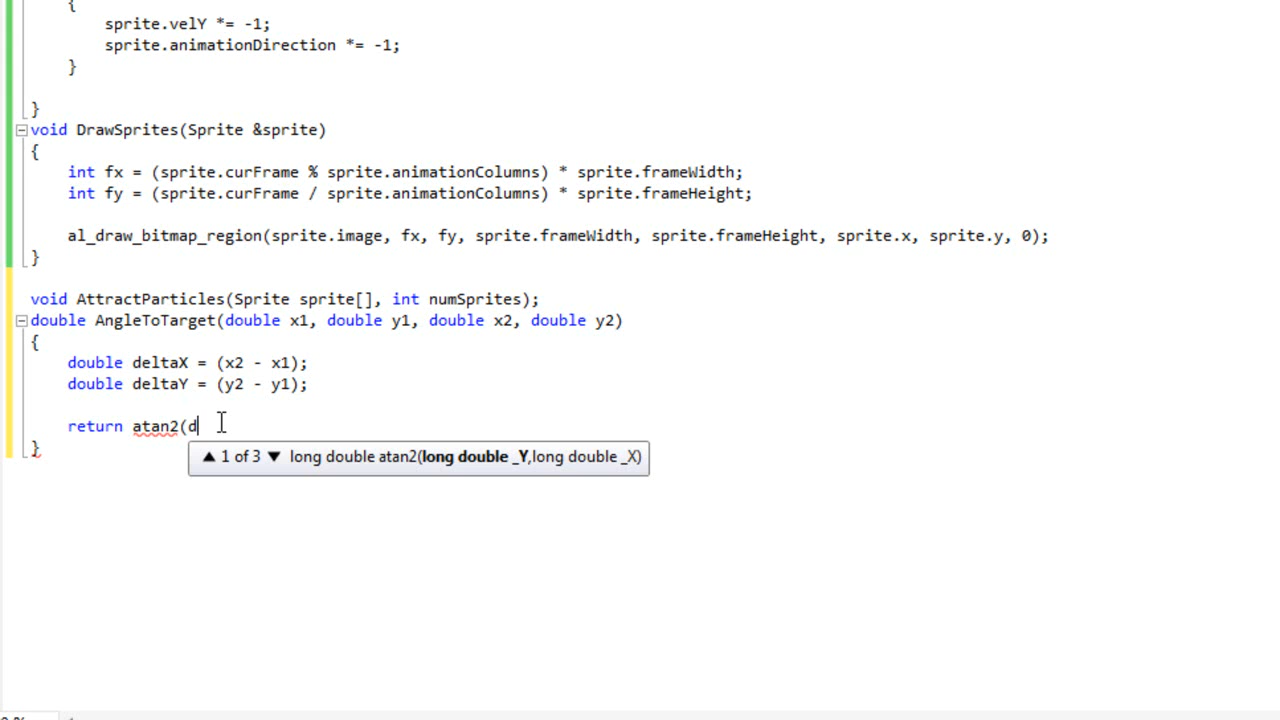 {
sprite.velY *= -1;
sprite.animationDirection *= -1;
}
}
void DrawSprites(Sprite &sprite)
{
int fx = (sprite.curFrame % sprite.animationColumns) * sprite.frameWidth;
int fy = (sprite.curFrame / sprite.animationColumns) * sprite.frameHeight;
al_draw_bitmap_region(sprite.image, fx, fy, sprite.frameWidth, sprite.frameHeight, sprite.x, sprite.y, 0);
}
void AttractParticles(Sprite sprite[], int numSprites);
double AngleToTarget(double x1, double y1, double x2, double y2)
{
double deltaX = (x2 - x1);
double deltaY = (y2 - y1);
return atan2(d
}
▲ 1 of 3 ▼ long double atan2(long double _Y,long double _X)